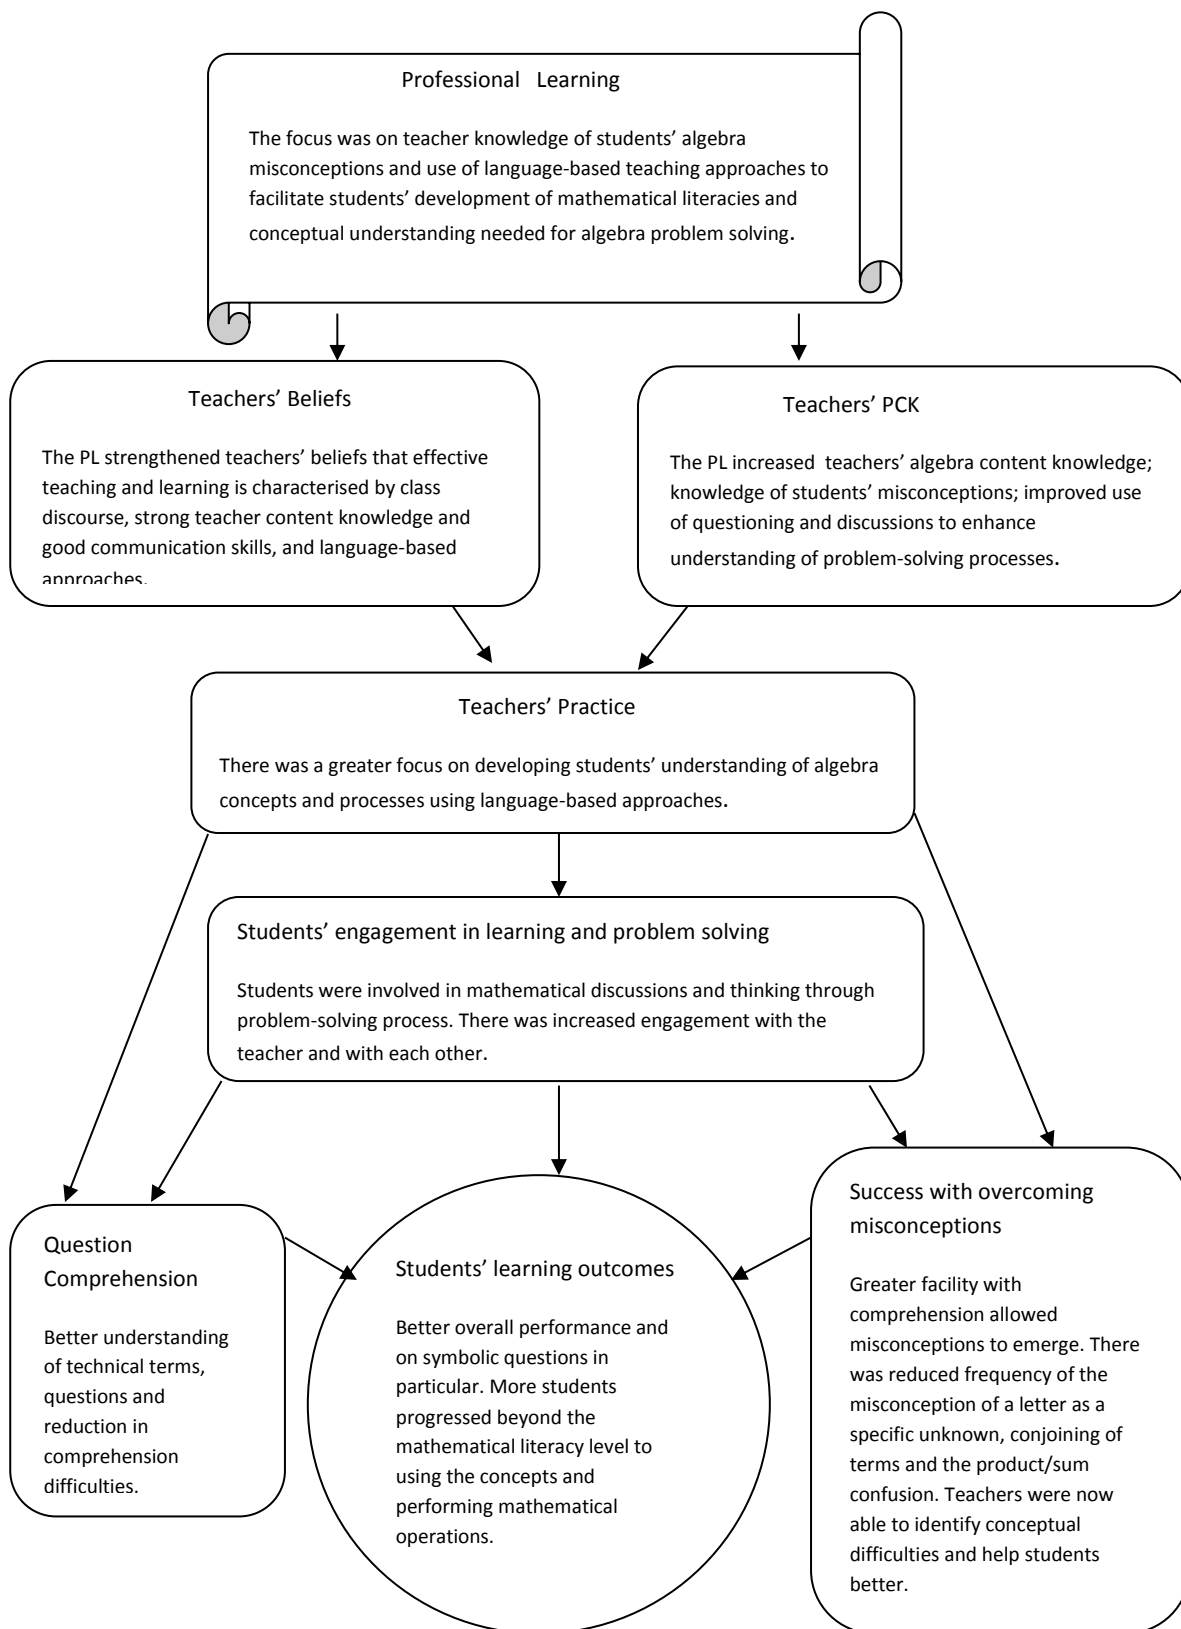 Professional Learning
The focus was on teacher knowledge of students’ algebra
misconceptions and use of language-based teaching approaches to
facilitate students’ development of mathematical literacies and
conceptual understanding needed for algebra problem solving.
Teachers’ Beliefs
The PL strengthened teachers’ beliefs that effective
teaching and learning is characterised by class
discourse, strong teacher content knowledge and
good communication skills, and language-based
approaches.
Teachers’ PCK
The PL increased teachers’ algebra content knowledge;
knowledge of students’ misconceptions; improved use
of questioning and discussions to enhance
understanding of problem-solving processes.
Teachers’ Practice
There was a greater focus on developing students’ understanding of algebra
concepts and processes using language-based approaches.
Students’ engagement in learning and problem solving
Students were involved in mathematical discussions and thinking through
problem-solving process. There was increased engagement with the
teacher and with each other.
Question
Comprehension
Better understanding
of technical terms,
questions and
reduction in
comprehension
difficulties.
Students’ learning outcomes
Better overall performance and
on symbolic questions in
particular. More students
progressed beyond the
mathematical literacy level to
using the concepts and
performing mathematical
operations.
Success with overcoming
misconceptions
Greater facility with
comprehension allowed
misconceptions to emerge. There
was reduced frequency of the
misconception of a letter as a
specific unknown, conjoining of
terms and the product/sum
confusion. Teachers were now
able to identify conceptual
difficulties and help students
better.